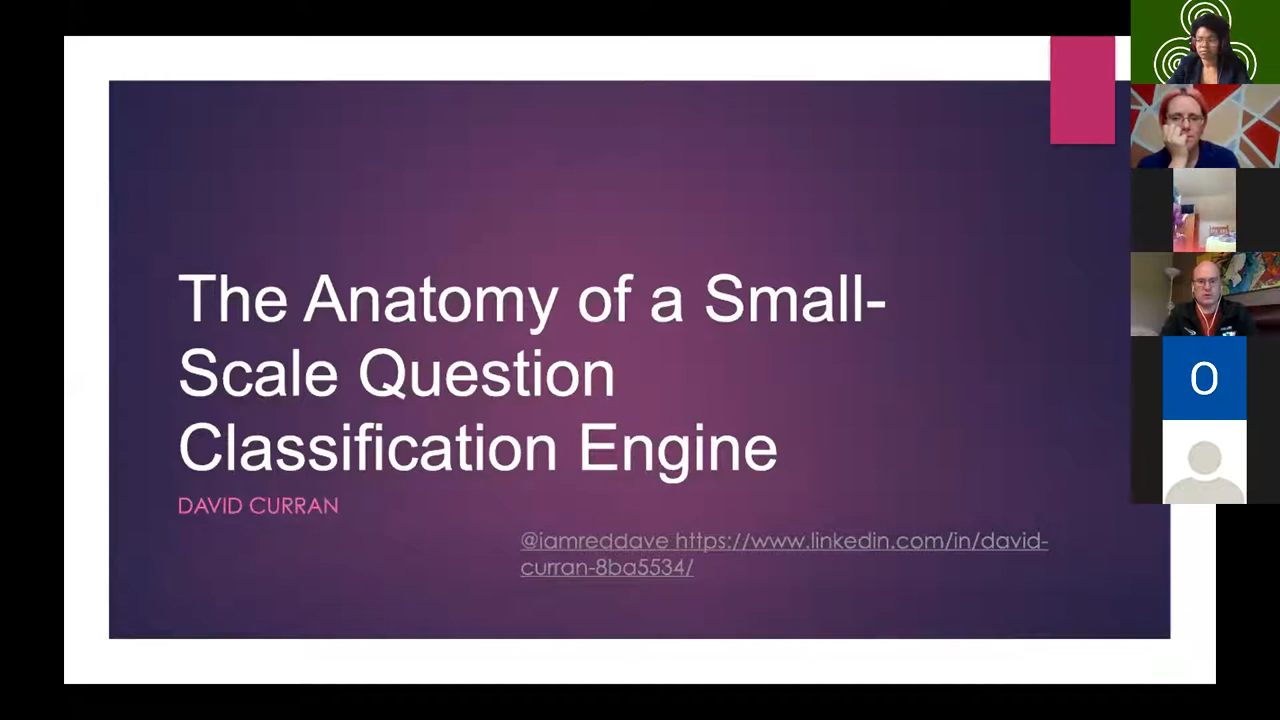 The Anatomy of a Small-
Scale Question
Classification Engine
DAVID CURRAN
@iamreddave https://www.linkedin.com/in/david-
curran-8ba5534/
O